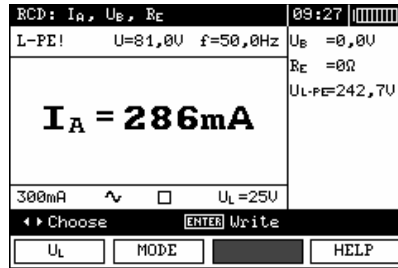 RCD: IA, UB, RE 09:27
L-PE! U=81,0V f=50,0Hz UB =0,0V
RE =0Ω
UL-PE=242,7V
IA = 286mA
300mA ∿ □ UL=25V
Choose ENTER Write
UL MODE HELP